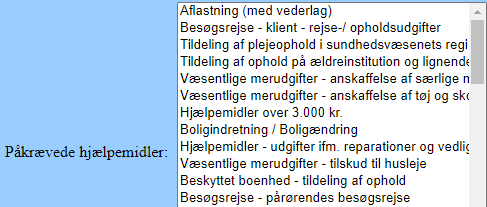 Aflastning (med vederlag)
Besøgsrejse - klient - rejse-/ opholdsudgifter
Tildeling af plejeophold i sundhedsvæsenets regi
Tildeling af ophold på ældreinstitution og lignende
Væsentlige merudgifter - anskaffelse af særlige
Væsentlige merudgifter - anskaffelse af tøj og
Hjælpemidler over 3.000 kr.
Boligindretning / Boligændring
Påkrævede hjælpemidler:
Hjælpemidler - udgifter ifm. reparationer og
Væsentlige merudgifter - tilskud til husleje
Beskyttet boenhed - tildeling af ophold
Besøgsrejse - pårørendes besøgsrejse